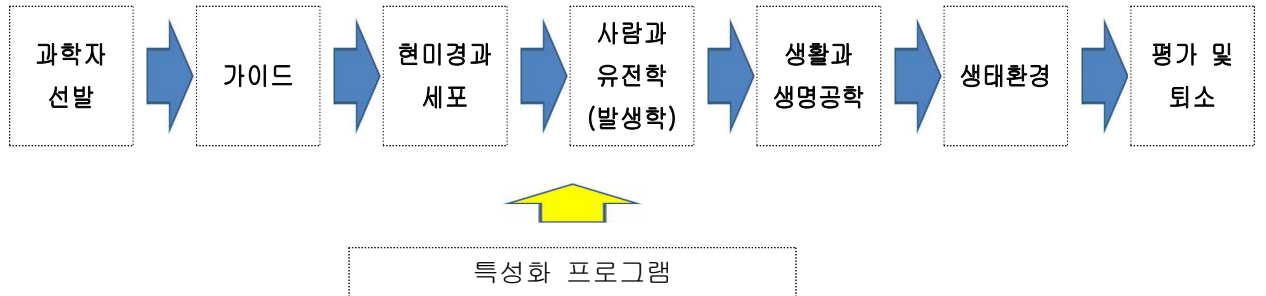 과학자
선발
가이드
현미경과
세포
사람과
유전학
(발생학)
생활과
생명공학
생태환경
평가 및
퇴소
특성화 프로그램